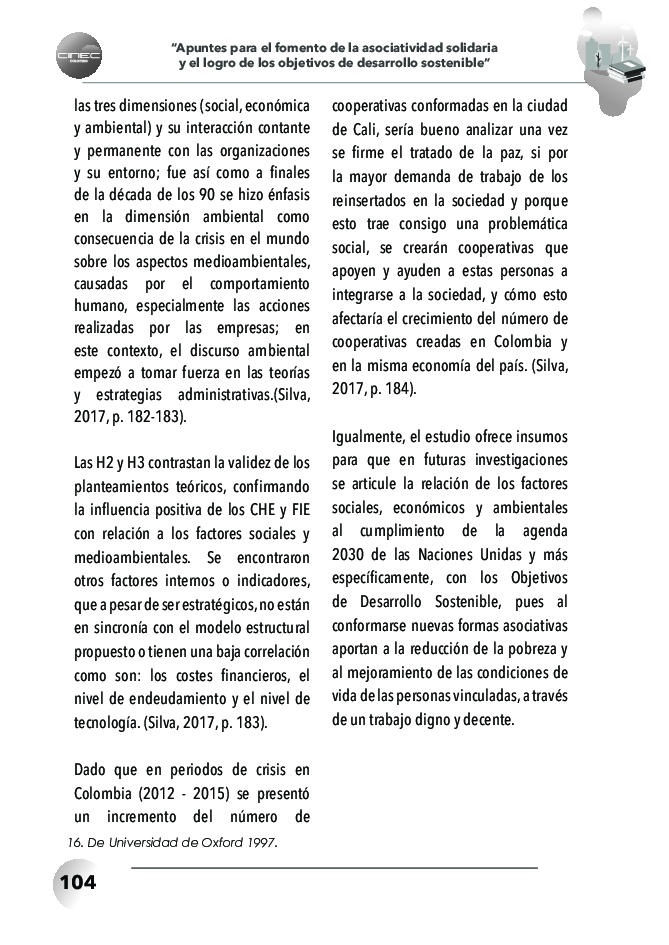 CINEC
COLOMBIA
“Apuntes para el fomento de la asociatividad solidaria
y el logro de los objetivos de desarrollo sostenible”
las tres dimensiones (social, económica
y ambiental) y su interacción contante
y permanente con las organizaciones
y su entorno; fue así como a finales
de la década de los 90 se hizo énfasis
en la dimensión ambiental como
consecuencia de la crisis en el mundo
sobre los aspectos medioambientales,
causadas por el comportamiento
humano, especialmente las acciones
realizadas por las empresas; en
este contexto, el discurso ambiental
empezó a tomar fuerza en las teorías
y estrategias administrativas.(Silva,
2017, p. 182-183).
Las H2 y H3 contrastan la validez de los
planteamientos teóricos, confirmando
la influencia positiva de los CHE y FIE
con relación a los factores sociales y
medioambientales. Se encontraron
otros factores internos o indicadores,
que a pesar de ser estratégicos, no están
en sincronía con el modelo estructural
propuesto o tienen una baja correlación
como son: los costes financieros, el
nivel de endeudamiento y el nivel de
tecnología. (Silva, 2017, p. 183).
Dado que en periodos de crisis en
Colombia (2012 - 2015) se presentó
un incremento del número de
cooperativas conformadas en la ciudad
de Cali, sería bueno analizar una vez
se firme el tratado de la paz, si por
la mayor demanda de trabajo de los
reinsertados en la sociedad y porque
esto trae consigo una problemática
social, se crearán cooperativas que
apoyen y ayuden a estas personas a
integrarse a la sociedad, y cómo esto
afectaría el crecimiento del número de
cooperativas creadas en Colombia y
en la misma economía del país. (Silva,
2017, p. 184).
Igualmente, el estudio ofrece insumos
para que en futuras investigaciones
se articule la relación de los factores
sociales, económicos y ambientales
al cumplimiento de la agenda
2030 de las Naciones Unidas y más
específicamente, con los Objetivos
de Desarrollo Sostenible, pues al
conformarse nuevas formas asociativas
aportan a la reducción de la pobreza y
al mejoramiento de las condiciones de
vida de las personas vinculadas, a través
de un trabajo digno y decente.
16. De Universidad de Oxford 1997.
104